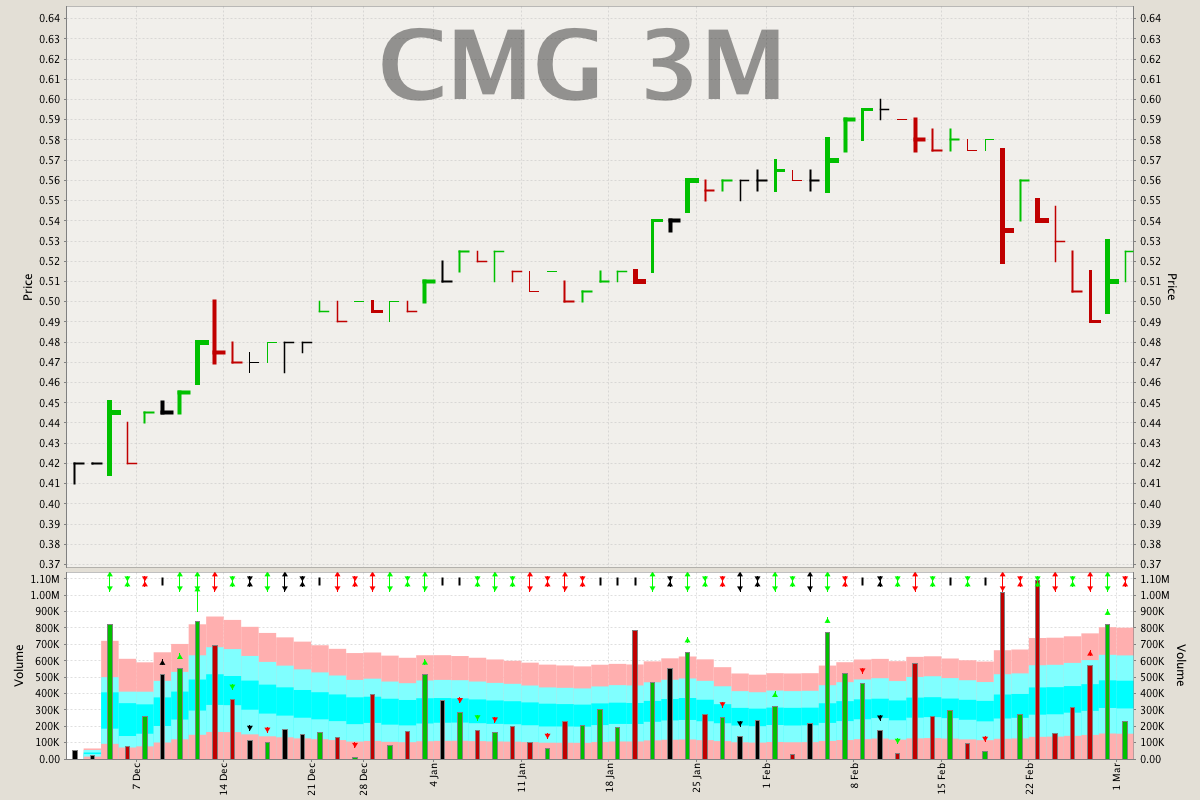 CMG 3M
0.64 0.64
0.63 0.63
0.62 0.62
0.61 0.61
0.60 0.60
0.59 0.59
0.58 0.58
0.57 0.57
0.56 0.56
0.55 0.55
0.54 0.54
0.53 0.53
0.52 0.52
0.51 0.51
0.50 0.50
0.49 0.49
0.48 0.48
0.47 0.47
0.46 0.46
0.45 0.45
0.44 0.44
0.43 0.43
0.42 0.42
0.41 0.41
0.40 0.40
0.39 0.39
0.38 0.38
0.37 0.37
Price Price
1.10M 1.10M
1.00M 1.00M
900K 900K
800K 800K
700K 700K
600K 600K
500K 500K
400K 400K
300K 300K
200K 200K
100K 100K
0.00 0.00
Volume Volume
7 Dec 14 Dec 21 Dec 28 Dec 4 Jan 11 Jan 18 Jan 25 Jan 1 Feb 8 Feb 15 Feb 22 Feb 1 Mar